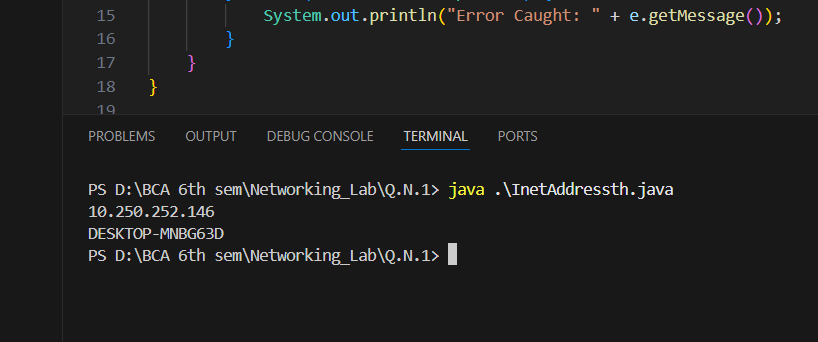 15 System.out.println("Error Caught: " + e.getMessage());
16 }
17 }
18 }
19
PROBLEMS OUTPUT DEBUG CONSOLE TERMINAL PORTS
PS D:\BCA 6th sem\Networking_Lab\Q.N.1> java .\InetAddressth.java
10.250.252.146
DESKTOP-MNBG63D
PS D:\BCA 6th sem\Networking_Lab\Q.N.1>